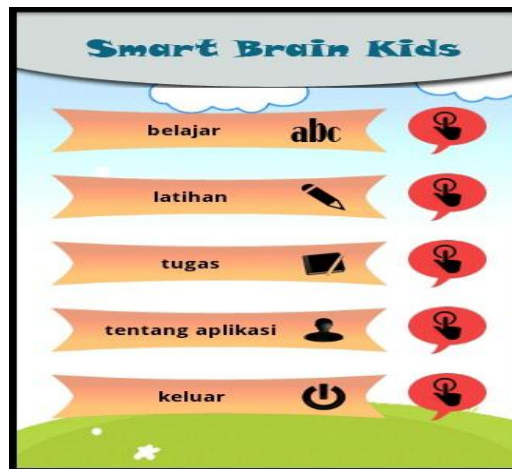 Smart Brain Kids
belajar abc
latihan
tugas
tentang aplikasi
keluar